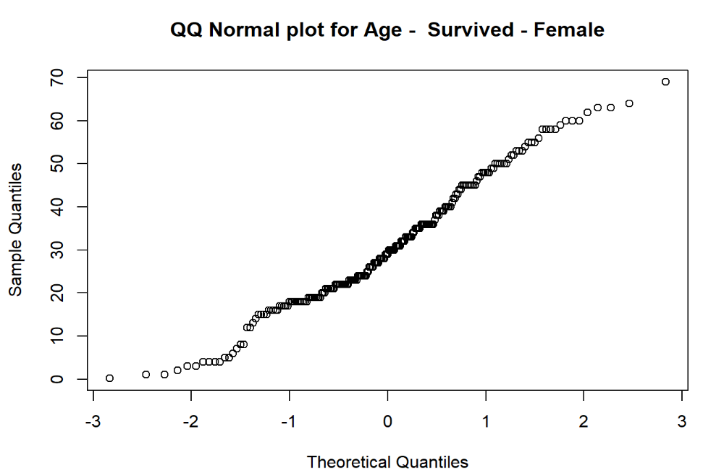 QQ Normal plot for Age -  Survived - Female
Sample Quantiles
70
60
50
40
30
20
10
0
-3 -2 -1 0 1 2 3
Theoretical Quantiles